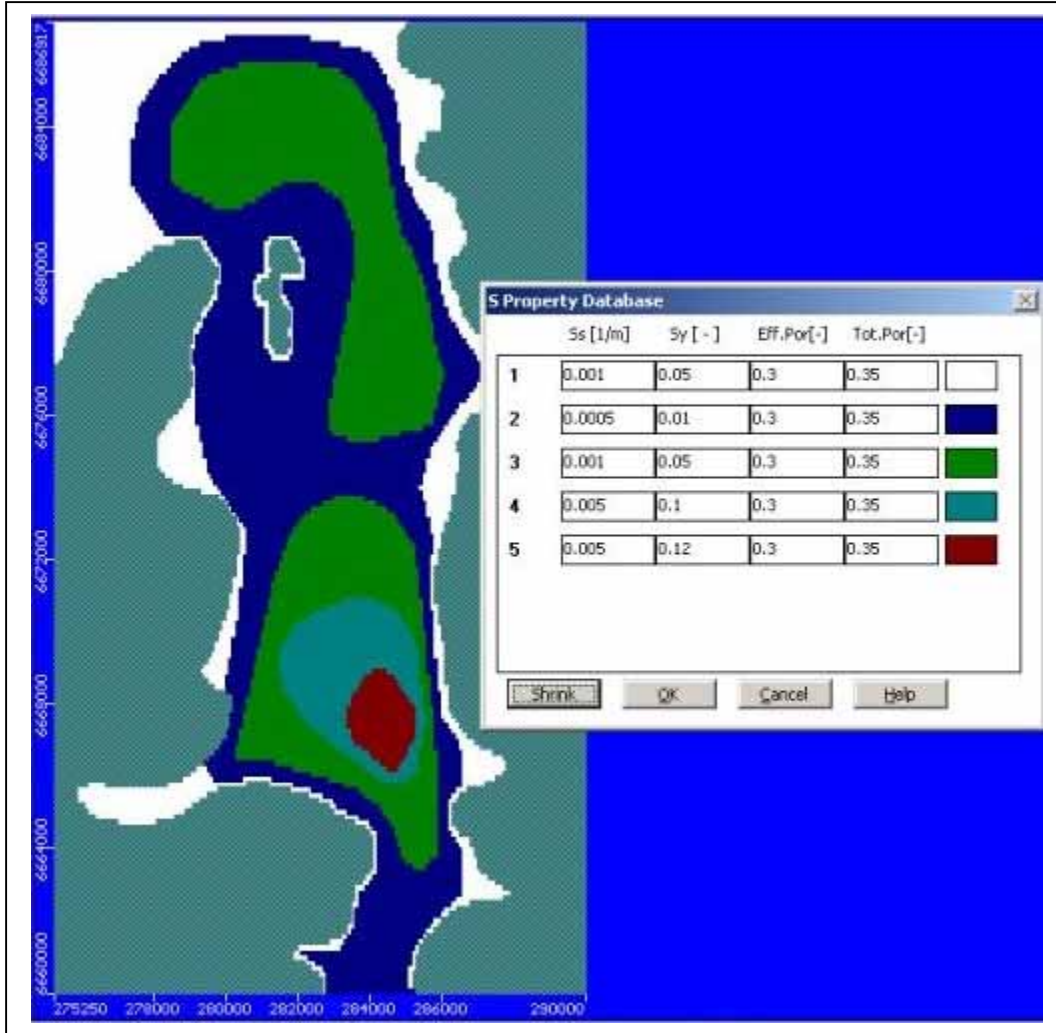 6686917
6684000
6680000
6676000
6672000
6668000
6664000
6660000
275250 278000 280000 282000 284000 286000 290000
S Property Database
Ss [1/m] Sy [ - ] Eff.Por[-] Tot.Por[-]
1 0.001 0.05 0.3 0.35
2 0.0005 0.01 0.3 0.35
3 0.001 0.05 0.3 0.35
4 0.005 0.1 0.3 0.35
5 0.005 0.12 0.3 0.35
Shrink OK Cancel Help